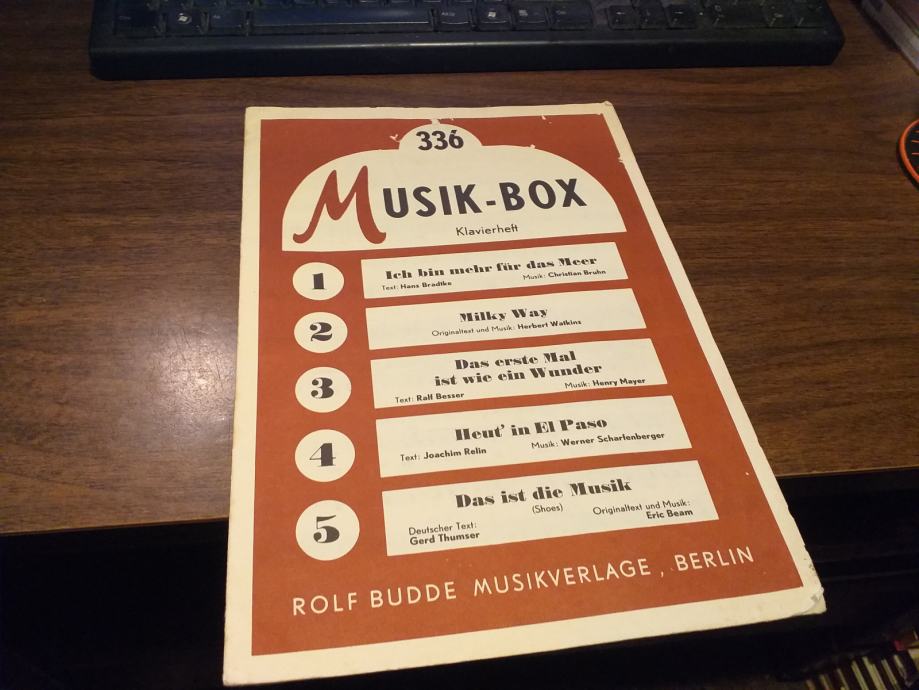 336
MUSIK-BOX
Klavierheft
1
Ich bin mehr für das Meer
Text: Hans Bradtke Musik: Christian Bruhn
2
Milky Way
Originaltext und Musik: Herbert Watkins
3
Das erste Mal
ist wie ein Wunder
Text: Ralf Besser Musik: Henry Mayer
4
Heut' in El Paso
Text: Joachim Relin Musik: Werner Scharfenberger
5
Das ist die Musik
(Shoes)
Deutscher Text: Originaltext und Musik:
Gerd Thumser Eric Beam
ROLF BUDDE MUSIKVERLAGE, BERLIN